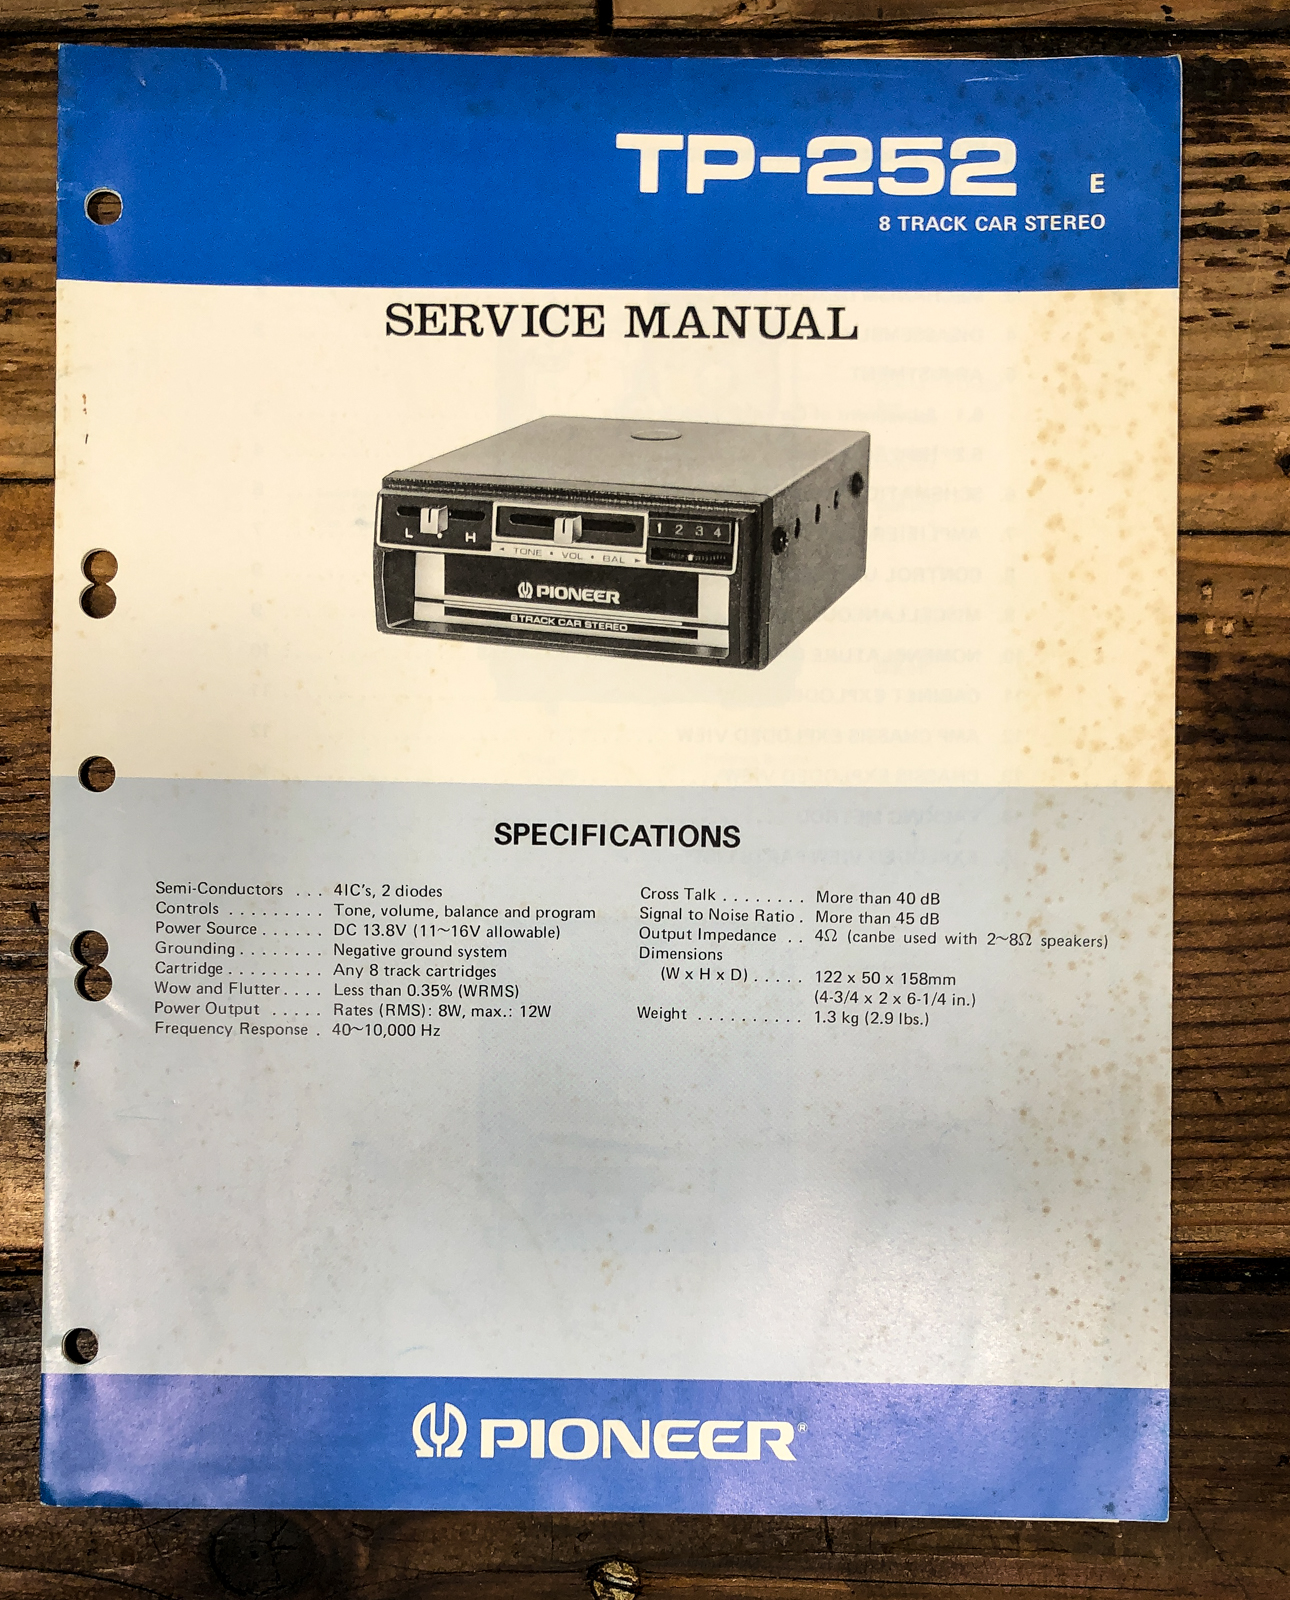 TP-252 E
8 TRACK CAR STEREO
SERVICE MANUAL
L • H
1 2 3 4
◄ TONE • VOL • BAL ►
PIONEER
8 TRACK CAR STEREO
SPECIFICATIONS
Semi-Conductors . . . 4IC's, 2 diodes
Controls . . . . . . . . . Tone, volume, balance and program
Power Source . . . . . . DC 13.8V (11~16V allowable)
Grounding . . . . . . . . Negative ground system
Cartridge . . . . . . . . . Any 8 track cartridges
Wow and Flutter . . . . Less than 0.35% (WRMS)
Power Output . . . . . Rates (RMS): 8W, max.: 12W
Frequency Response . 40~10,000 Hz
Cross Talk . . . . . . . . More than 40 dB
Signal to Noise Ratio . More than 45 dB
Output Impedance . . 4Ω (canbe used with 2~8Ω speakers)
Dimensions
(W x H x D) . . . . . 122 x 50 x 158mm
(4-3/4 x 2 x 6-1/4 in.)
Weight . . . . . . . . . . 1.3 kg (2.9 lbs.)
PIONEER®